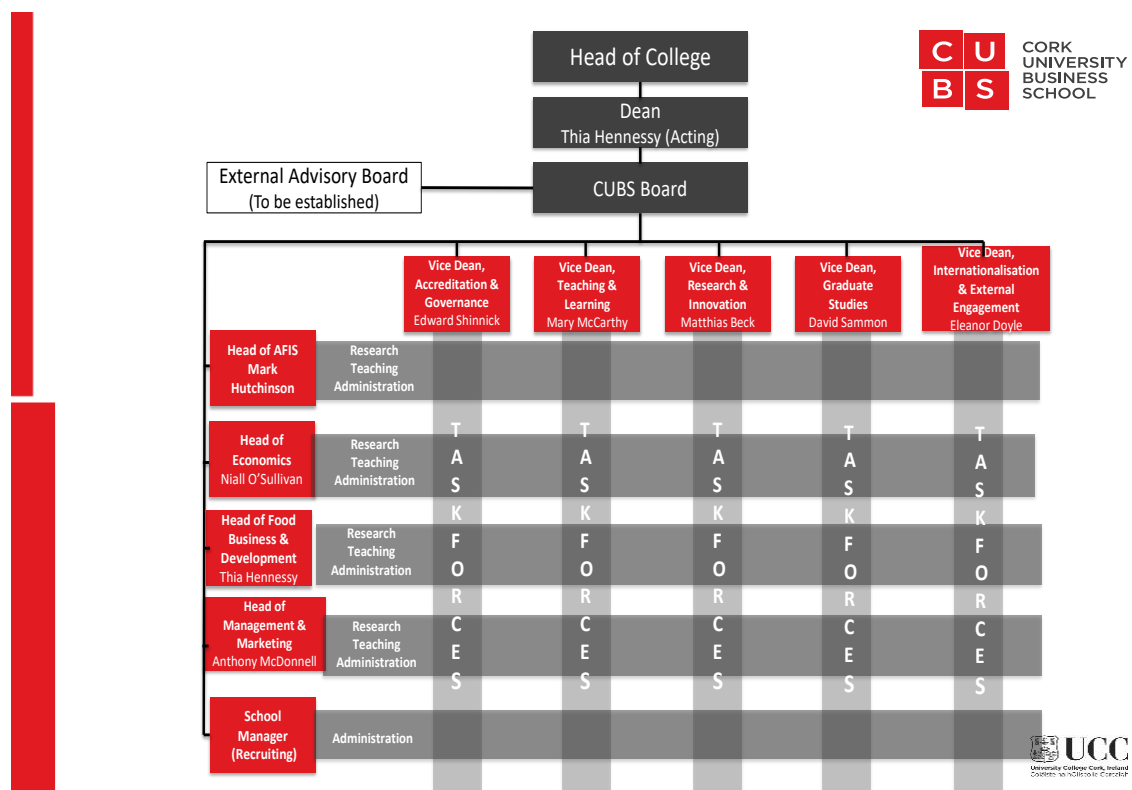 Head of College
Dean
Thia Hennessy (Acting)
External Advisory Board
(To be established)
CUBS Board
C U
B S
CORK
UNIVERSITY
BUSINESS
SCHOOL
Vice Dean,
Accreditation &
Governance
Edward Shinnick
Vice Dean,
Teaching &
Learning
Mary McCarthy
Vice Dean,
Research &
Innovation
Matthias Beck
Vice Dean,
Graduate
Studies
David Sammon
Vice Dean,
Internationalisation
& External
Engagement
Eleanor Doyle
Head of AFIS
Mark
Hutchinson
Research
Teaching
Administration
Head of
Economics
Niall O'Sullivan
Research
Teaching
Administration
Head of Food
Business &
Development
Thia Hennessy
Research
Teaching
Administration
Head of
Management &
Marketing
Anthony McDonnell
Research
Teaching
Administration
School
Manager
(Recruiting)
Administration
TASKFORCES
TASKFORCES
TASKFORCES
TASKFORCES
TASKFORCES
UCC
University College Cork, Ireland